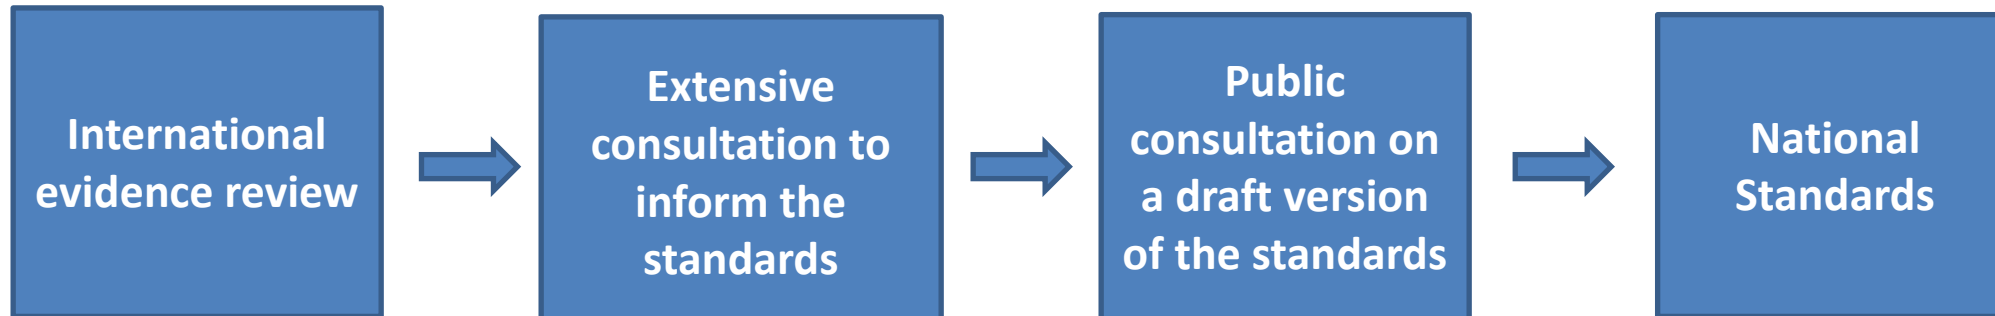 International
evidence review
Extensive
consultation to
inform the
standards
Public
consultation on
a draft version
of the standards
National
Standards